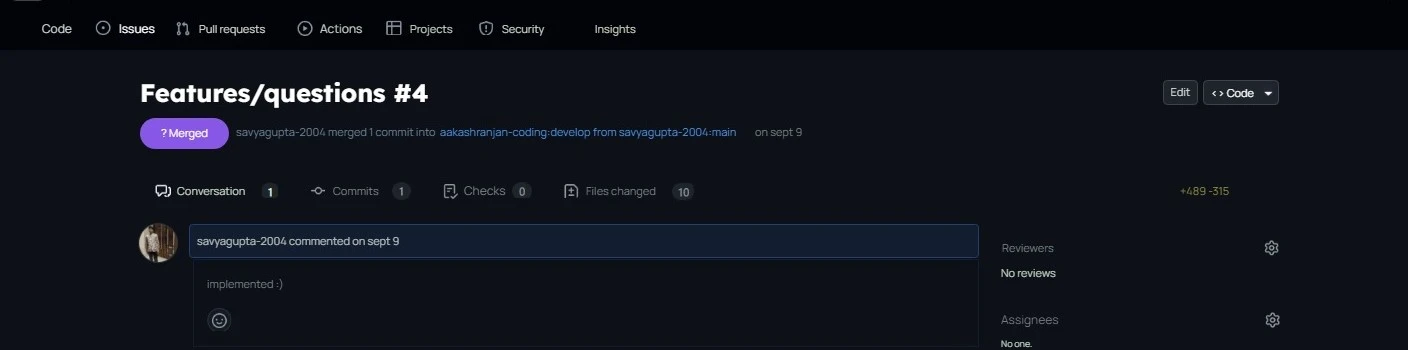 Code Issues Pull requests Actions Projects Security Insights
Features/questions #4
Edit <> Code
? Merged savyagupta-2004 merged 1 commit into aakashranjan-coding:develop from savyagupta-2004:main on sept 9
Conversation 1 Commits 1 Checks 0 Files changed 10 +489 -315
savyagupta-2004 commented on sept 9
Reviewers
No reviews
implemented :)
Assignees
No one.